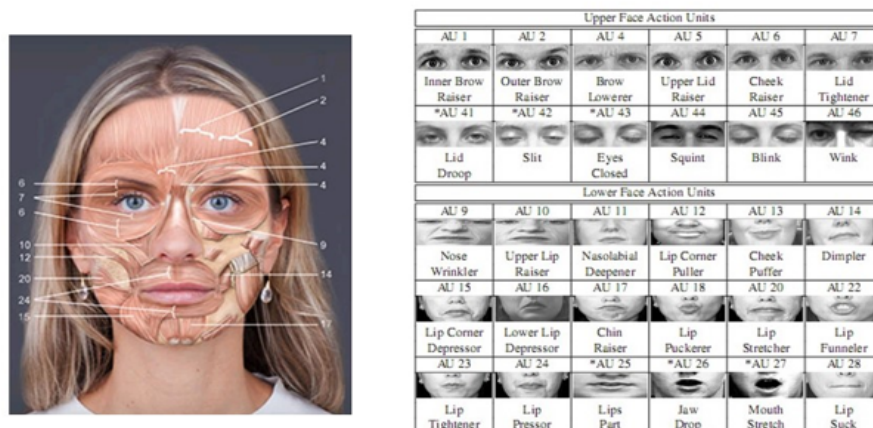 1
2
4
4
4
6
7
6
9
10
12
14
20
24
15
17
Upper Face Action Units
AU 1 AU 2 AU 4 AU 5 AU 6 AU 7
Inner Brow Outer Brow Brow Upper Lid Cheek Lid
Raiser Raiser Lowerer Raiser Raiser Tightener
*AU 41 *AU 42 *AU 43 AU 44 AU 45 AU 46
Lid Slit Eyes Squint Blink Wink
Droop Closed
Lower Face Action Units
AU 9 AU 10 AU 11 AU 12 AU 13 AU 14
Nose Upper Lip Nasolabial Lip Corner Cheek Dimpler
Wrinkler Raiser Deepener Puller Puffer
AU 15 AU 16 AU 17 AU 18 AU 20 AU 22
Lip Corner Lower Lip Chin Lip Lip Lip
Depressor Depressor Raiser Puckerer Stretcher Funneler
AU 23 AU 24 *AU 25 *AU 26 *AU 27 AU 28
Lip Lip Lips Jaw Mouth Lip
Tightener Pressor Part Drop Stretch Suck